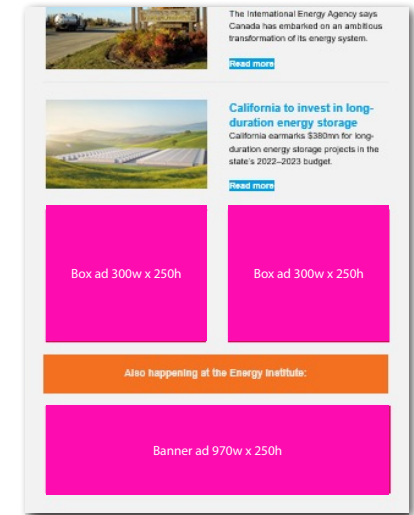 The International Energy Agency says
Canada has embarked on an ambitious
transformation of its energy system.
Read more
California to invest in long-
duration energy storage
California earmarks $380mn for long-
duration energy storage projects in the
state's 2022–2023 budget.
Read more
Box ad 300w x 250h
Box ad 300w x 250h
Also happening at the Energy Institute:
Banner ad 970w x 250h